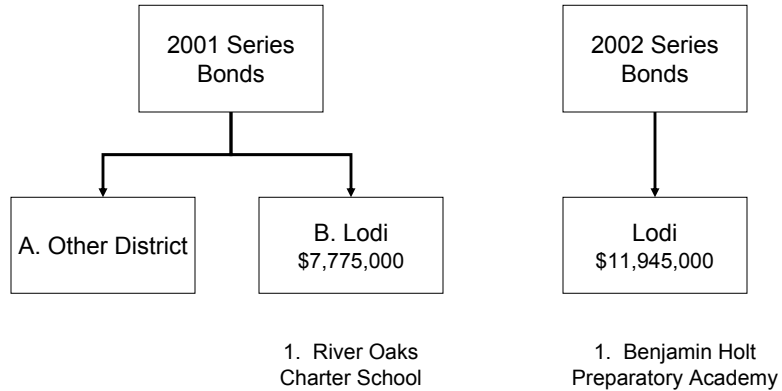 2001 Series
Bonds
2002 Series
Bonds
A. Other District
B. Lodi
$7,775,000
Lodi
$11,945,000
1. River Oaks
Charter School
1. Benjamin Holt
Preparatory Academy